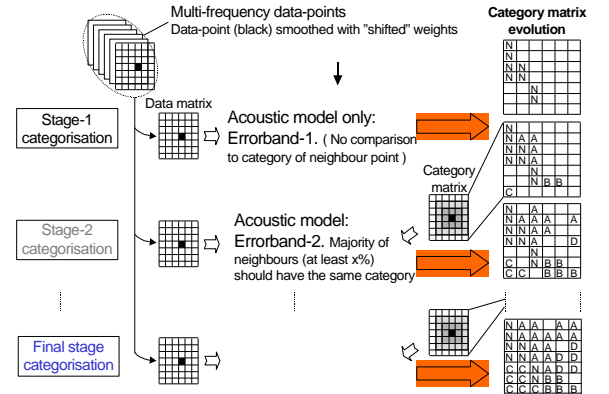 Multi-frequency data-points
Data-point (black) smoothed with "shifted" weights
Category matrix
evolution
N
N
N N
N N
N
N
Stage-1
categorisation
Data matrix
Acoustic model only:
Errorband-1. ( No comparison
to category of neighbour point )
N
N A A
N N A
N N A
N
N B B
C
Category
matrix
Stage-2
categorisation
Acoustic model:
Errorband-2. Majority of
neighbours (at least x%)
should have the same category
N A
N A A A A
N N A A
N N A D
N
C N B B
C C B B B
Final stage
categorisation
N A A A A
N N A A D
C C N A D D
C C C N B B
C C C B B B